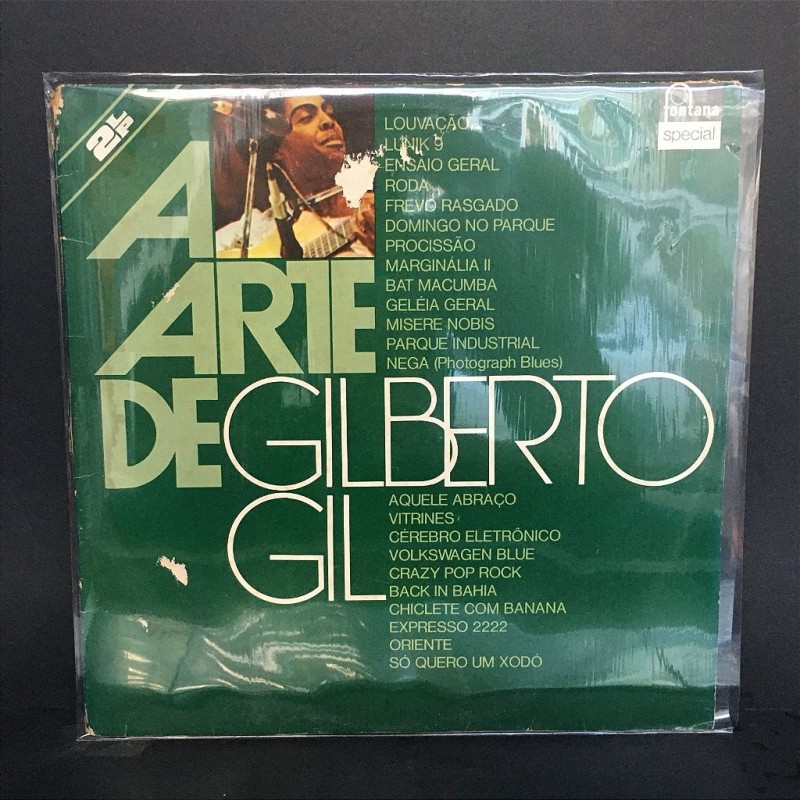 2LP
fontana
special
LOUVAÇÃO
LUNIK 9
ENSAIO GERAL
RODA
FREVO RASGADO
DOMINGO NO PARQUE
PROCISSÃO
MARGINÁLIA II
BAT MACUMBA
GELÉIA GERAL
MISERE NOBIS
PARQUE INDUSTRIAL
NEGA (Photograph Blues)
A
ARTE
DE GILBERTO
GIL
AQUELE ABRAÇO
VITRINES
CÉREBRO ELETRÔNICO
VOLKSWAGEN BLUE
CRAZY POP ROCK
BACK IN BAHIA
CHICLETE COM BANANA
EXPRESSO 2222
ORIENTE
SÓ QUERO UM XODÓ